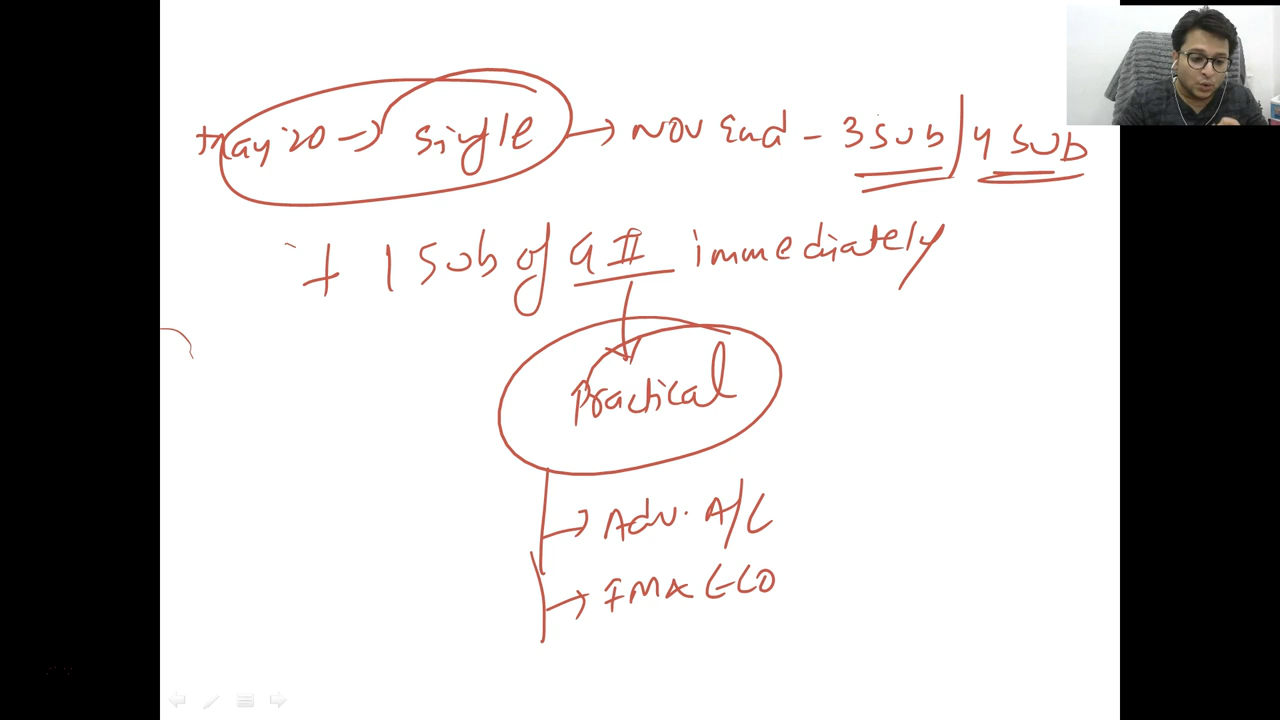 May'20 → Single → Nov End - 3 Sub / 4 Sub
+ 1 Sub of G II immediately
Practical
→ Adv. A/C
→ FM & ECO